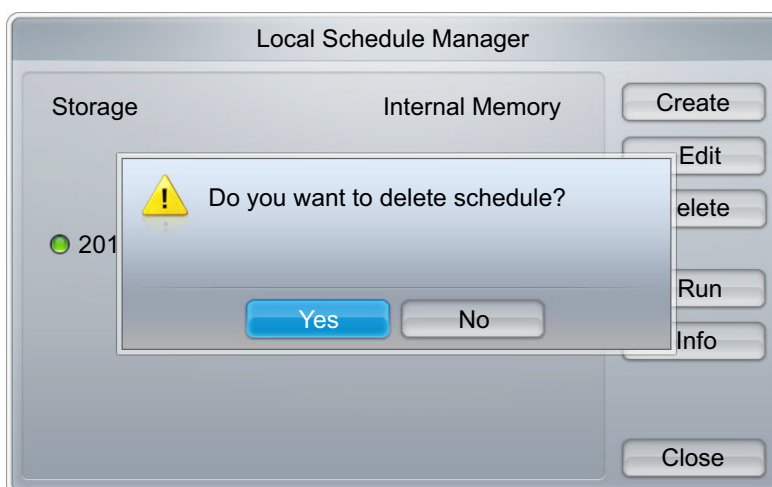 Local Schedule Manager
Storage Internal Memory
Create
Edit
Do you want to delete schedule?
elete
201
Run
Yes No
Info
Close